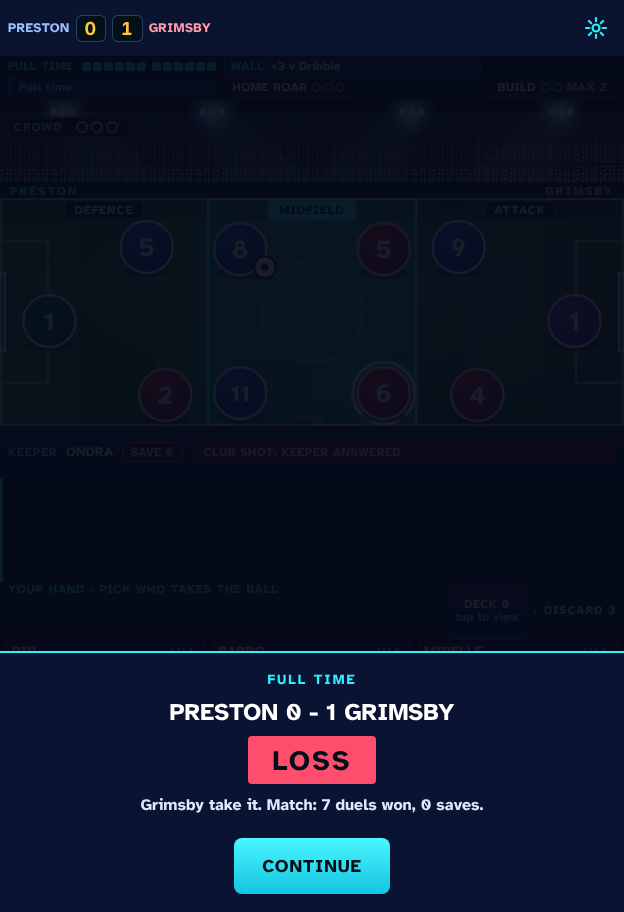 PRESTON 0 1 GRIMSBY
FULL TIME
WALL +3 v Dribble
Full time
HOME ROAR
BUILD MAX 2
CROWD
PRESTON
GRIMSBY
DEFENCE
MIDFIELD
ATTACK
5
8
5
9
1
1
2
11
6
4
KEEPER ONDRA SAVE 6 CLUB SHOT: KEEPER ANSWERED
YOUR HAND - PICK WHO TAKES THE BALL
DECK 0
tap to view
· DISCARD 3
FULL TIME
PRESTON 0 - 1 GRIMSBY
LOSS
Grimsby take it. Match: 7 duels won, 0 saves.
CONTINUE